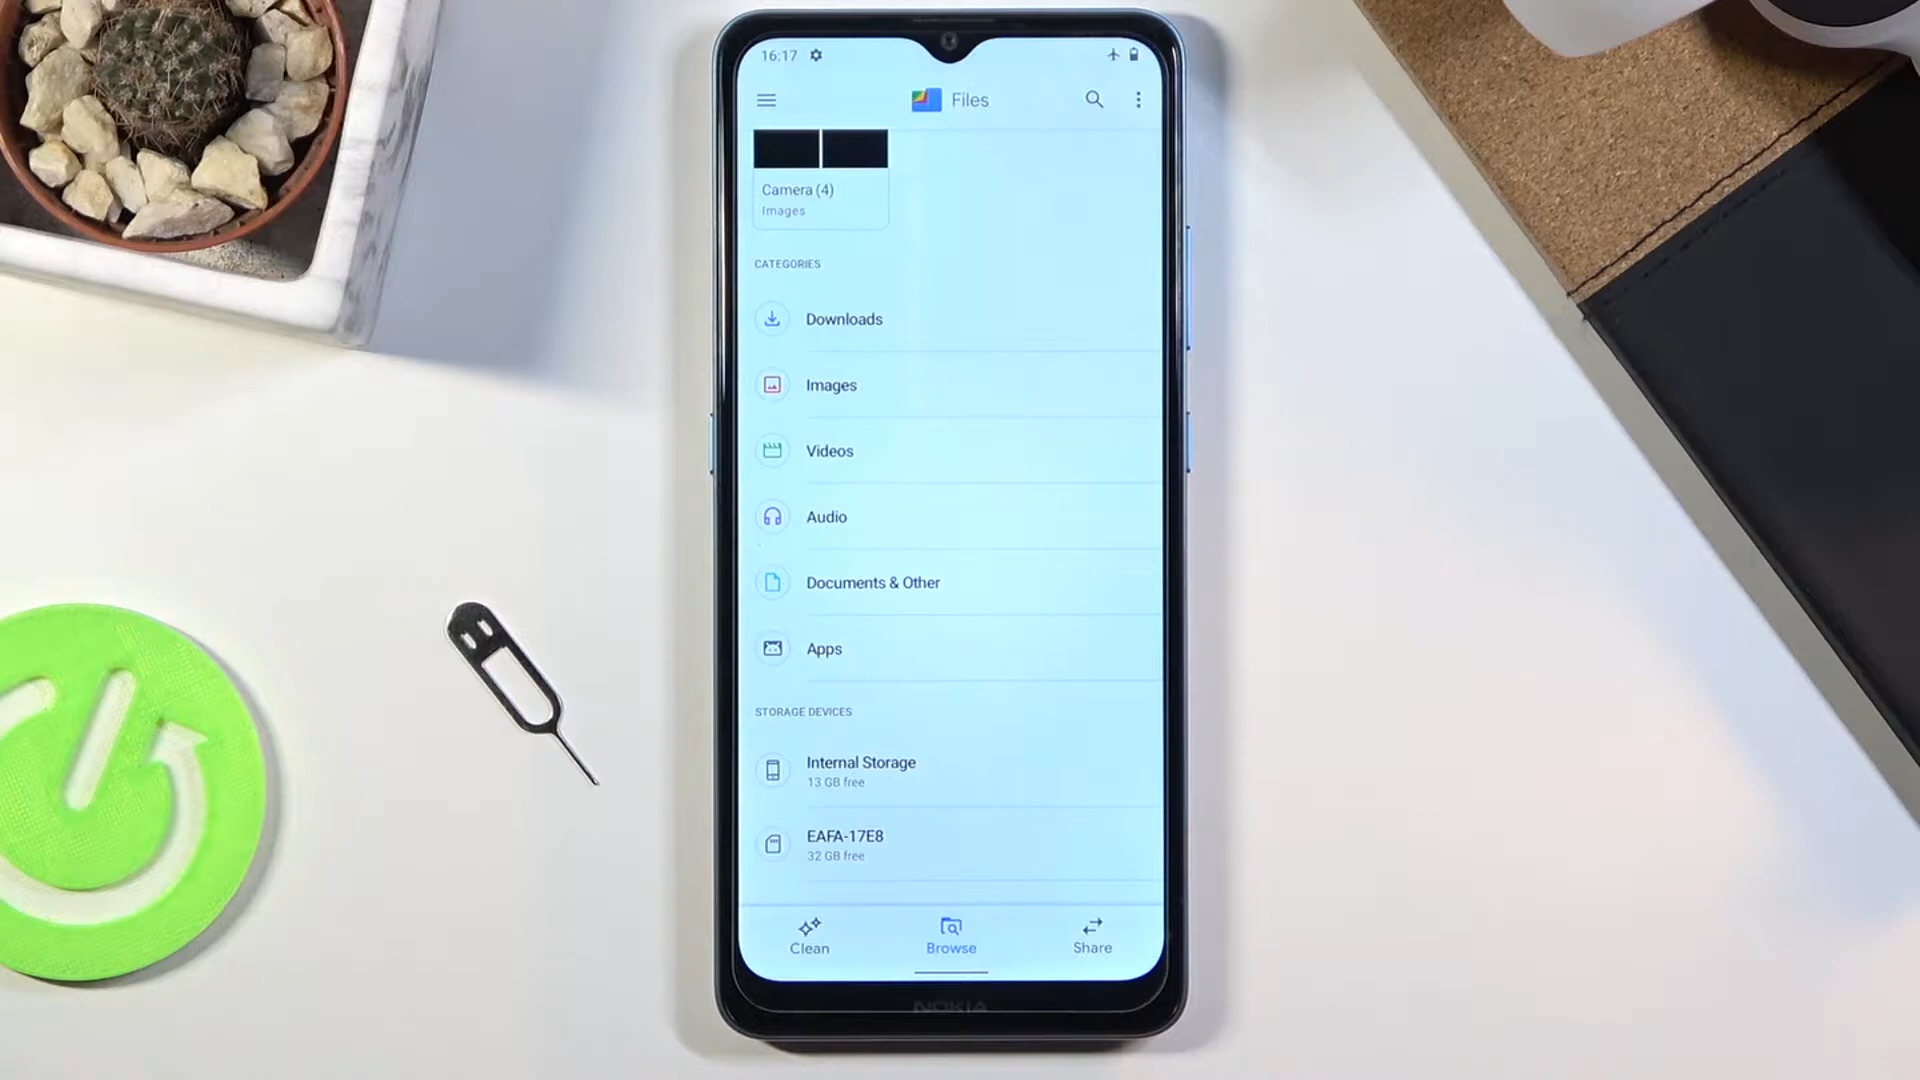 16:17
Files
Camera (4)
Images
CATEGORIES
Downloads
Images
Videos
Audio
Documents & Other
Apps
STORAGE DEVICES
Internal Storage
13 GB free
EAFA-17E8
32 GB free
Clean
Browse
Share
NOKIA